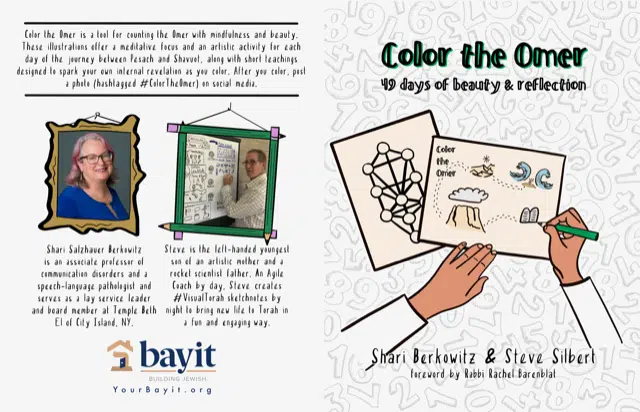 Color the Omer is a tool for counting the Omer with mindfulness and beauty.
These illustrations offer a meditative focus and an artistic activity for each
day of the journey between Pesach and Shavuot, along with short teachings
designed to spark your own internal revelation as you color. After you color, post
a photo (hashtagged #ColorTheOmer) on social media.
Shari Salzhauer Berkowitz
is an associate professor of
communication disorders and a
speech-language pathologist and
serves as a lay service leader
and board member at Temple Beth
El of City Island, NY.
Steve is the left-handed youngest
son of an artistic mother and a
rocket scientist father. An Agile
Coach by day, Steve creates
#VisualTorah sketchnotes by
night to bring new life to Torah in
a fun and engaging way.
bayit
BUILDING JEWISH
YourBayit.org
Color the Omer
49 days of beauty & reflection
Color
the
Omer
Shari Berkowitz & Steve Silbert
foreword by Rabbi Rachel Barenblat